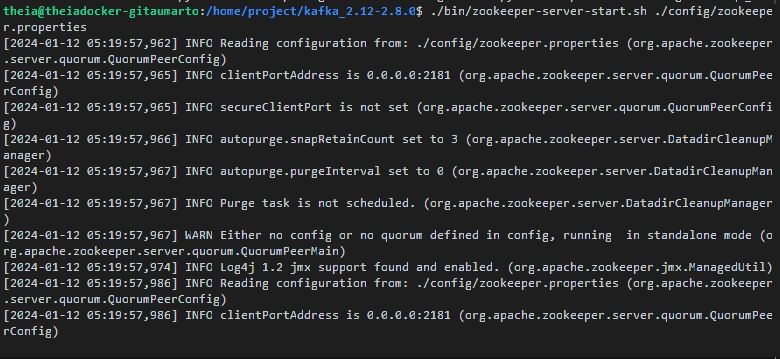 theia@theiadocker-gitaumarto:/home/project/kafka_2.12-2.8.0$ ./bin/zookeeper-server-start.sh ./config/zookeepe
r.properties
[2024-01-12 05:19:57,962] INFO Reading configuration from: ./config/zookeeper.properties (org.apache.zookeeper
.server.quorum.QuorumPeerConfig)
[2024-01-12 05:19:57,965] INFO clientPortAddress is 0.0.0.0:2181 (org.apache.zookeeper.server.quorum.QuorumPee
rConfig)
[2024-01-12 05:19:57,965] INFO secureClientPort is not set (org.apache.zookeeper.server.quorum.QuorumPeerConfi
g)
[2024-01-12 05:19:57,966] INFO autopurge.snapRetainCount set to 3 (org.apache.zookeeper.server.DatadirCleanupM
anager)
[2024-01-12 05:19:57,967] INFO autopurge.purgeInterval set to 0 (org.apache.zookeeper.server.DatadirCleanupMan
ager)
[2024-01-12 05:19:57,967] INFO Purge task is not scheduled. (org.apache.zookeeper.server.DatadirCleanupManager
)
[2024-01-12 05:19:57,967] WARN Either no config or no quorum defined in config, running  in standalone mode (o
rg.apache.zookeeper.server.quorum.QuorumPeerMain)
[2024-01-12 05:19:57,974] INFO Log4j 1.2 jmx support found and enabled. (org.apache.zookeeper.jmx.ManagedUtil)
[2024-01-12 05:19:57,986] INFO Reading configuration from: ./config/zookeeper.properties (org.apache.zookeeper
.server.quorum.QuorumPeerConfig)
[2024-01-12 05:19:57,986] INFO clientPortAddress is 0.0.0.0:2181 (org.apache.zookeeper.server.quorum.QuorumPee
rConfig)